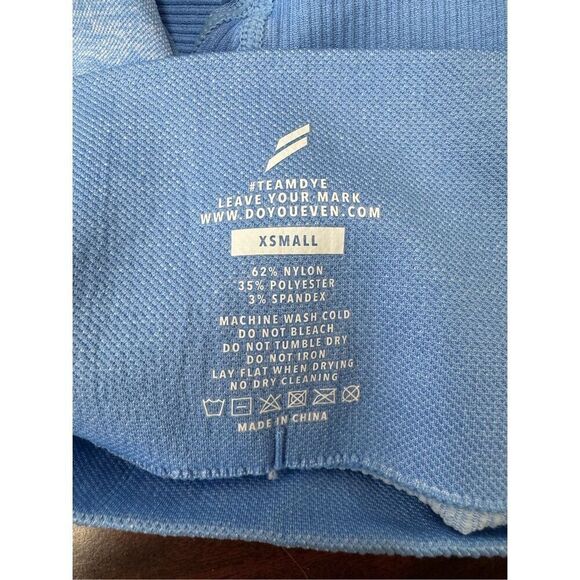 #TEAMDYE
LEAVE YOUR MARK
WWW.DOYOUEVEN.COM
XSMALL
62% NYLON
35% POLYESTER
3% SPANDEX
MACHINE WASH COLD
DO NOT BLEACH
DO NOT TUMBLE DRY
DO NOT IRON
LAY FLAT WHEN DRYING
NO DRY CLEANING
MADE IN CHINA